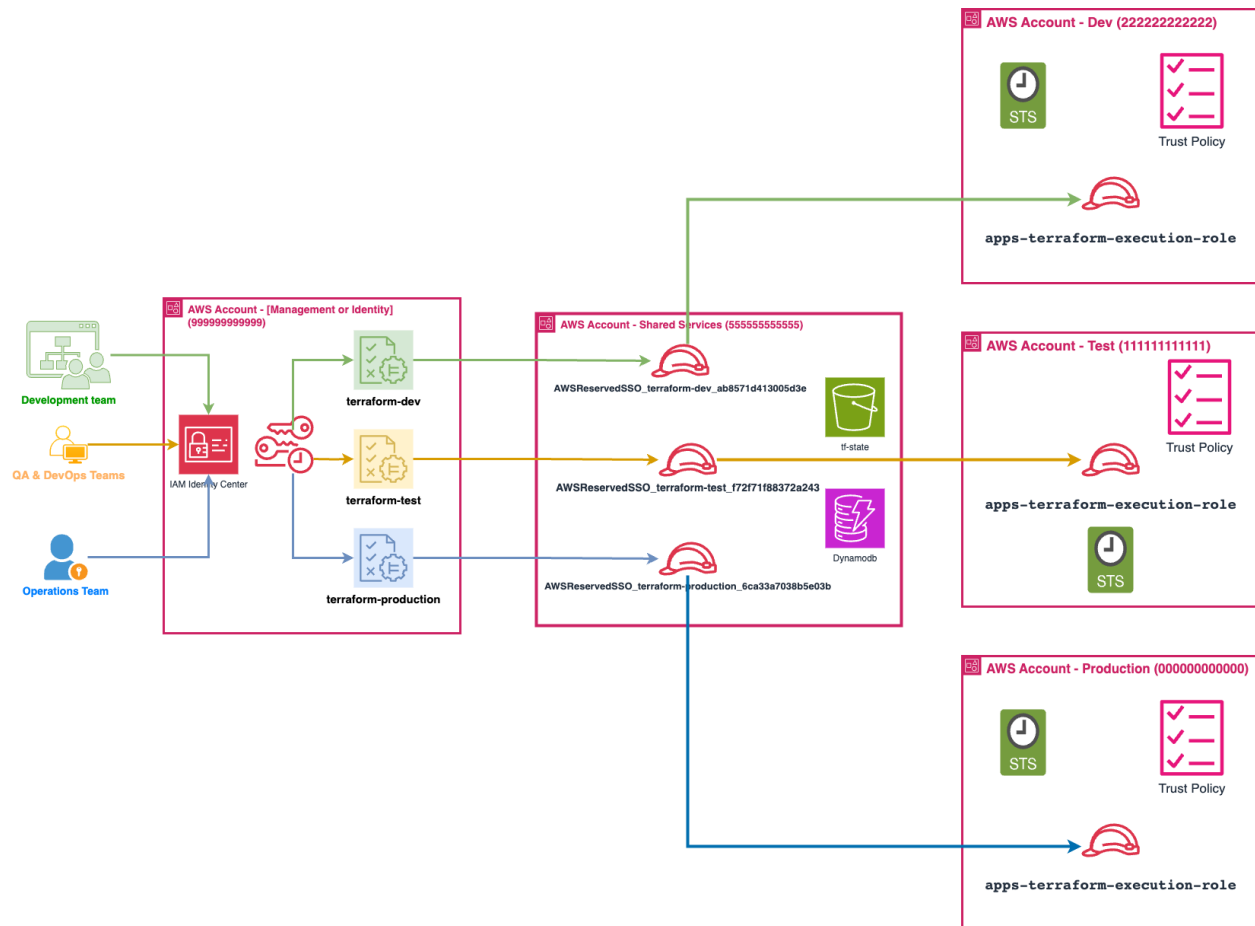 AWS Account - Dev (222222222222)
STS
Trust Policy
apps-terraform-execution-role
Development team
QA & DevOps Teams
Operations Team
AWS Account - [Management or Identity]
(999999999999)
IAM Identity Center
terraform-dev
terraform-test
terraform-production
AWS Account - Shared Services (555555555555)
AWSReservedSSO_terraform-dev_ab8571d413005d3e
tf-state
AWSReservedSSO_terraform-test_f72f71f88372a243
Dynamodb
AWSReservedSSO_terraform-production_6ca33a7038b5e03b
AWS Account - Test (111111111111)
Trust Policy
apps-terraform-execution-role
STS
AWS Account - Production (000000000000)
STS
Trust Policy
apps-terraform-execution-role